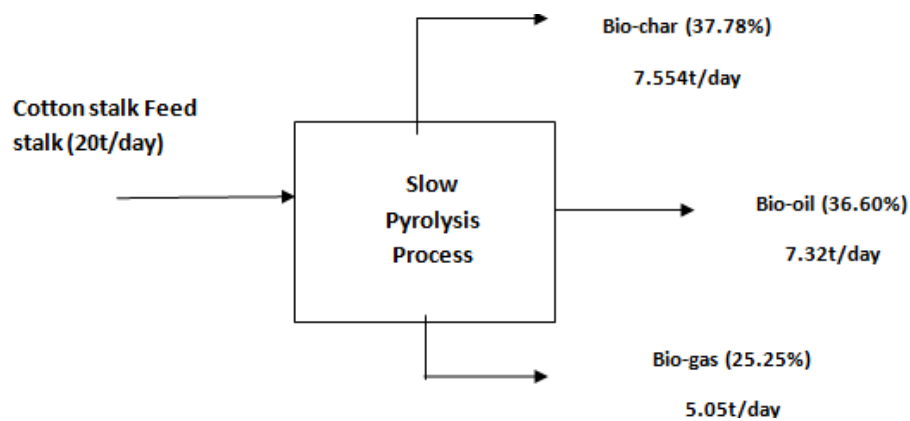 Bio-char (37.78%)
7.554t/day
Cotton stalk Feed
stalk (20t/day)
Slow
Pyrolysis
Process
Bio-oil (36.60%)
7.32t/day
Bio-gas (25.25%)
5.05t/day